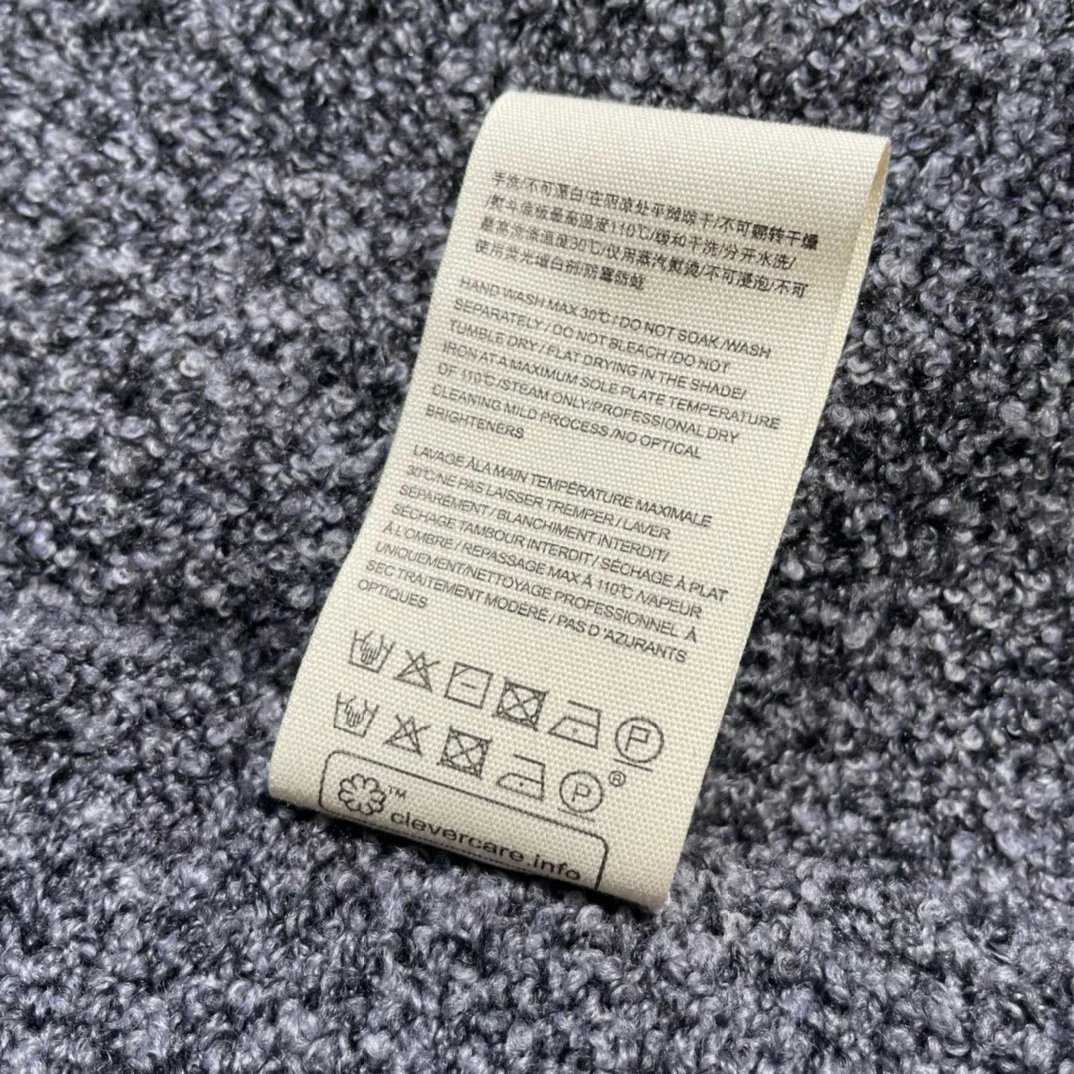 手洗/不可漂白/在阴凉处平摊晾干/不可翻转干燥
/熨斗底板最高温度110℃/缓和干洗/分开水洗/
最高洗涤温度30℃/仅用蒸汽熨烫/不可浸泡/不可
使用荧光增白剂/防霉防蛀
HAND WASH MAX 30℃/DO NOT SOAK/WASH
SEPARATELY/DO NOT BLEACH/DO NOT
TUMBLE DRY/FLAT DRYING IN THE SHADE/
IRON AT A MAXIMUM SOLE PLATE TEMPERATURE
OF 110℃/STEAM ONLY/PROFESSIONAL DRY
CLEANING MILD PROCESS/NO OPTICAL
BRIGHTENERS
LAVAGE ÀLA MAIN TEMPÉRATURE MAXIMALE
30℃/NE PAS LAISSER TREMPER/LAVER
SÉPARÉMENT/BLANCHIMENT INTERDIT/
SÉCHAGE TAMBOUR INTERDIT/SÉCHAGE À PLAT
À LOMBRE/REPASSAGE MAX À 110℃/VAPEUR
UNIQUEMENT/NETTOYAGE PROFESSIONNEL À
SEC TRAITEMENT MODÉRÉ/PAS D'AZURANTS
OPTIQUES
P
P®
™ clevercare.info